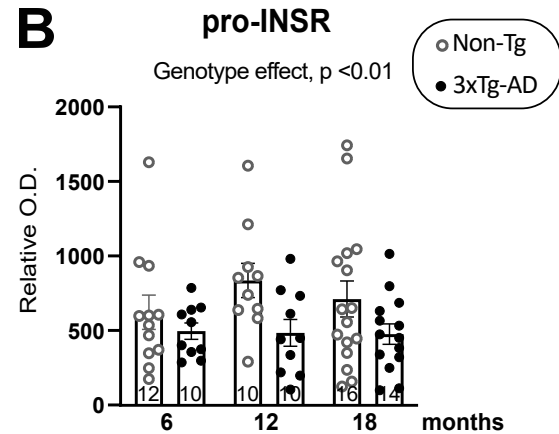 B
pro-INSR
Non-Tg
3xTg-AD
Genotype effect, p <0.01
Relative O.D.
2000
1500
1000
500
0
12 10 10 10 16 14
6 12 18 months